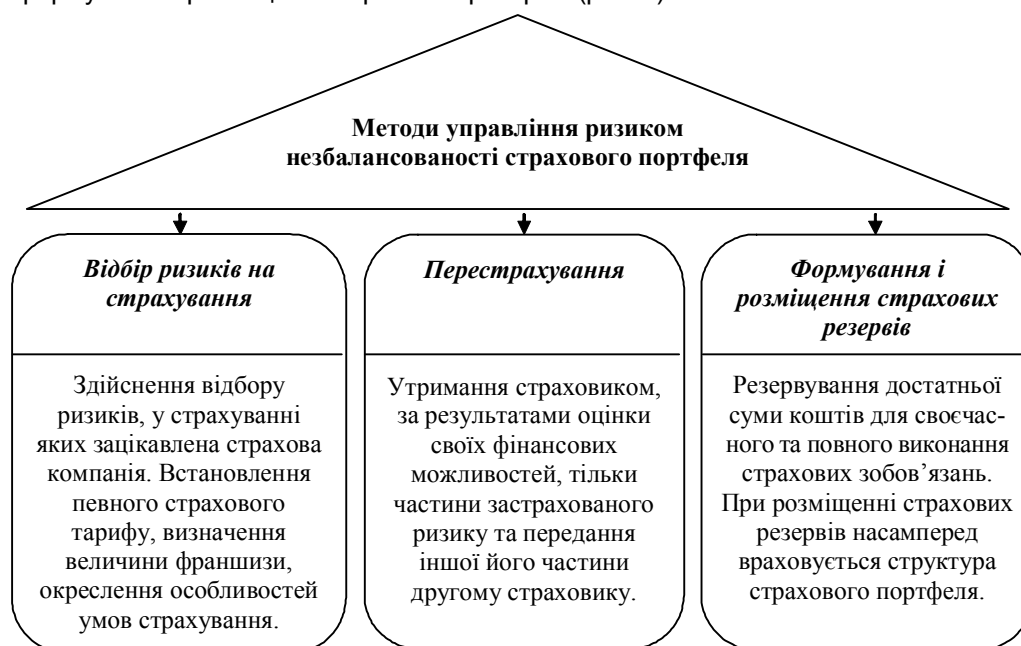 Методи управління ризиком
незбалансованості страхового портфеля
Відбір ризиків на
страхування
Здійснення відбору
ризиків, у страхуванні
яких зацікавлена страхова
компанія. Встановлення
певного страхового
тарифу, визначення
величини франшизи,
окреслення особливостей
умов страхування.
Перестрахування
Утримання страховиком,
за результатами оцінки
своїх фінансових
можливостей, тільки
частини застрахованого
ризику та передання
іншої його частини
другому страховику.
Формування і
розміщення страхових
резервів
Резервування достатньої
суми коштів для своєчас-
ного та повного виконання
страхових зобов’язань.
При розміщенні страхових
резервів насамперед
враховується структура
страхового портфеля.